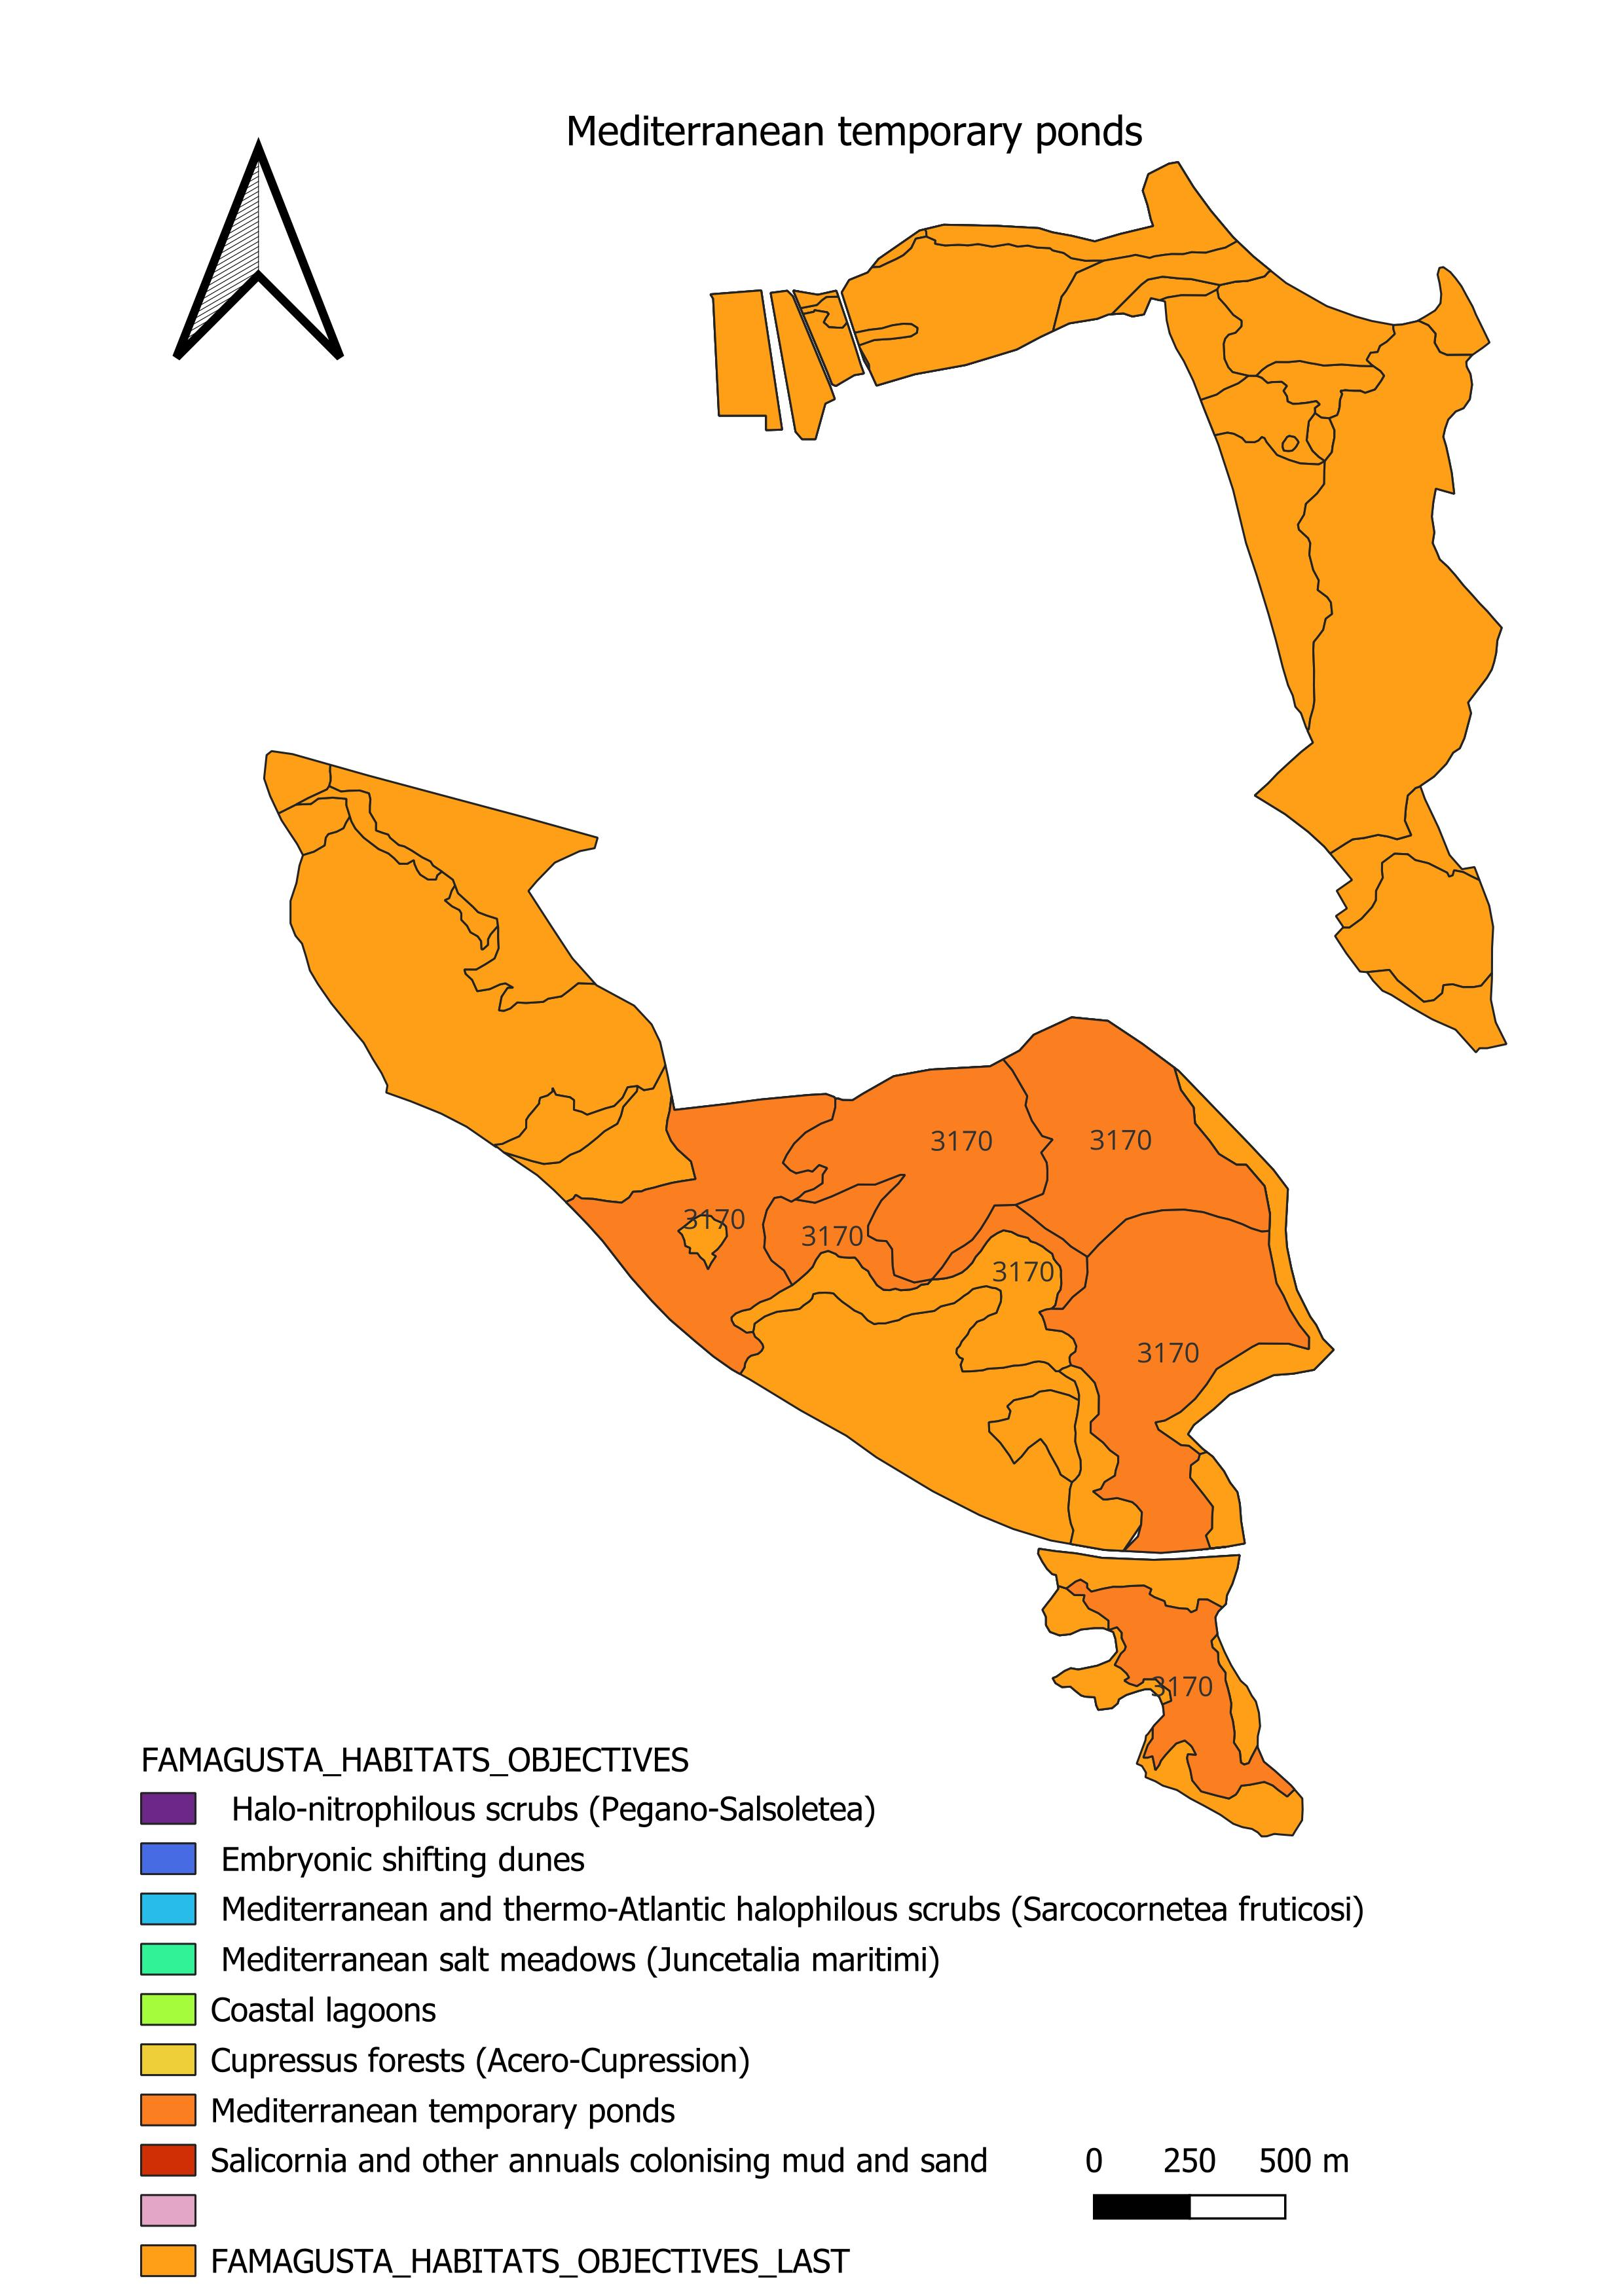 Mediterranean temporary ponds
3170
3170
3170
3170
3170
3170
3170
FAMAGUSTA_HABITATS_OBJECTIVES
Halo-nitrophilous scrubs (Pegano-Salsoletea)
Embryonic shifting dunes
Mediterranean and thermo-Atlantic halophilous scrubs (Sarcocornetea fruticosi)
Mediterranean salt meadows (Juncetalia maritimi)
Coastal lagoons
Cupressus forests (Acero-Cupression)
Mediterranean temporary ponds
Salicornia and other annuals colonising mud and sand
0 250 500 m
FAMAGUSTA_HABITATS_OBJECTIVES_LAST